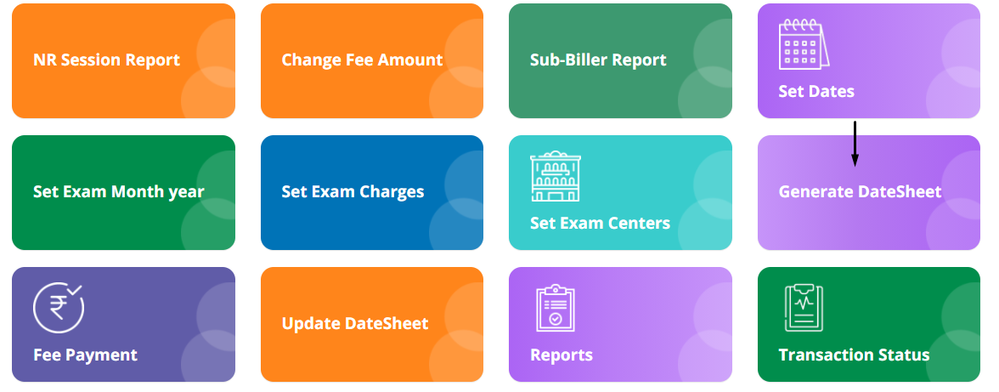 NR Session Report
Change Fee Amount
Sub-Biller Report
Set Dates
Set Exam Month year
Set Exam Charges
Set Exam Centers
Generate DateSheet
Fee Payment
Update DateSheet
Reports
Transaction Status